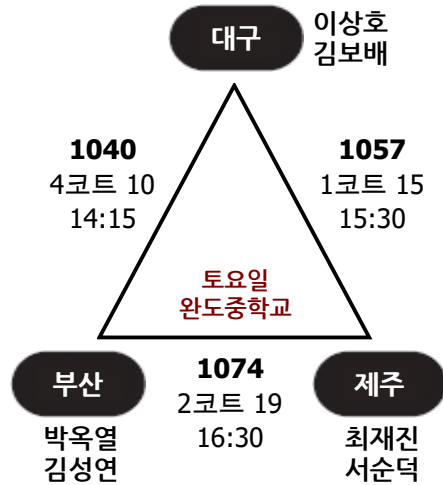 대구
이상호
김보배
1040
4코트 10
14:15
1057
1코트 15
15:30
토요일
완도중학교
부산
박옥열
김성연
1074
2코트 19
16:30
제주
최재진
서순덕